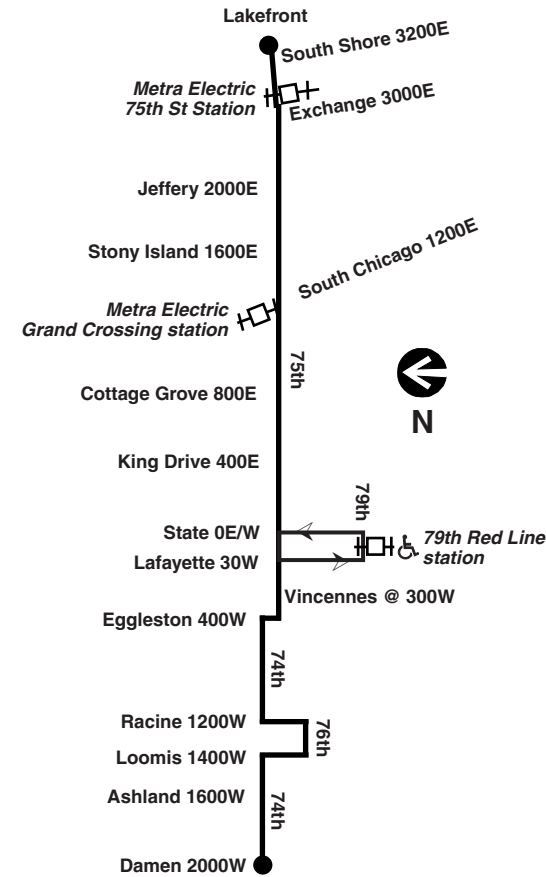 Lakefront
South Shore 3200E
Metra Electric
75th St Station
Exchange 3000E
Jeffery 2000E
Stony Island 1600E
South Chicago 1200E
Metra Electric
Grand Crossing station
75th
Cottage Grove 800E
N
King Drive 400E
79th
State 0E/W
79th Red Line
station
Lafayette 30W
Vincennes @ 300W
Eggleston 400W
74th
Racine 1200W
76th
Loomis 1400W
Ashland 1600W
74th
Damen 2000W